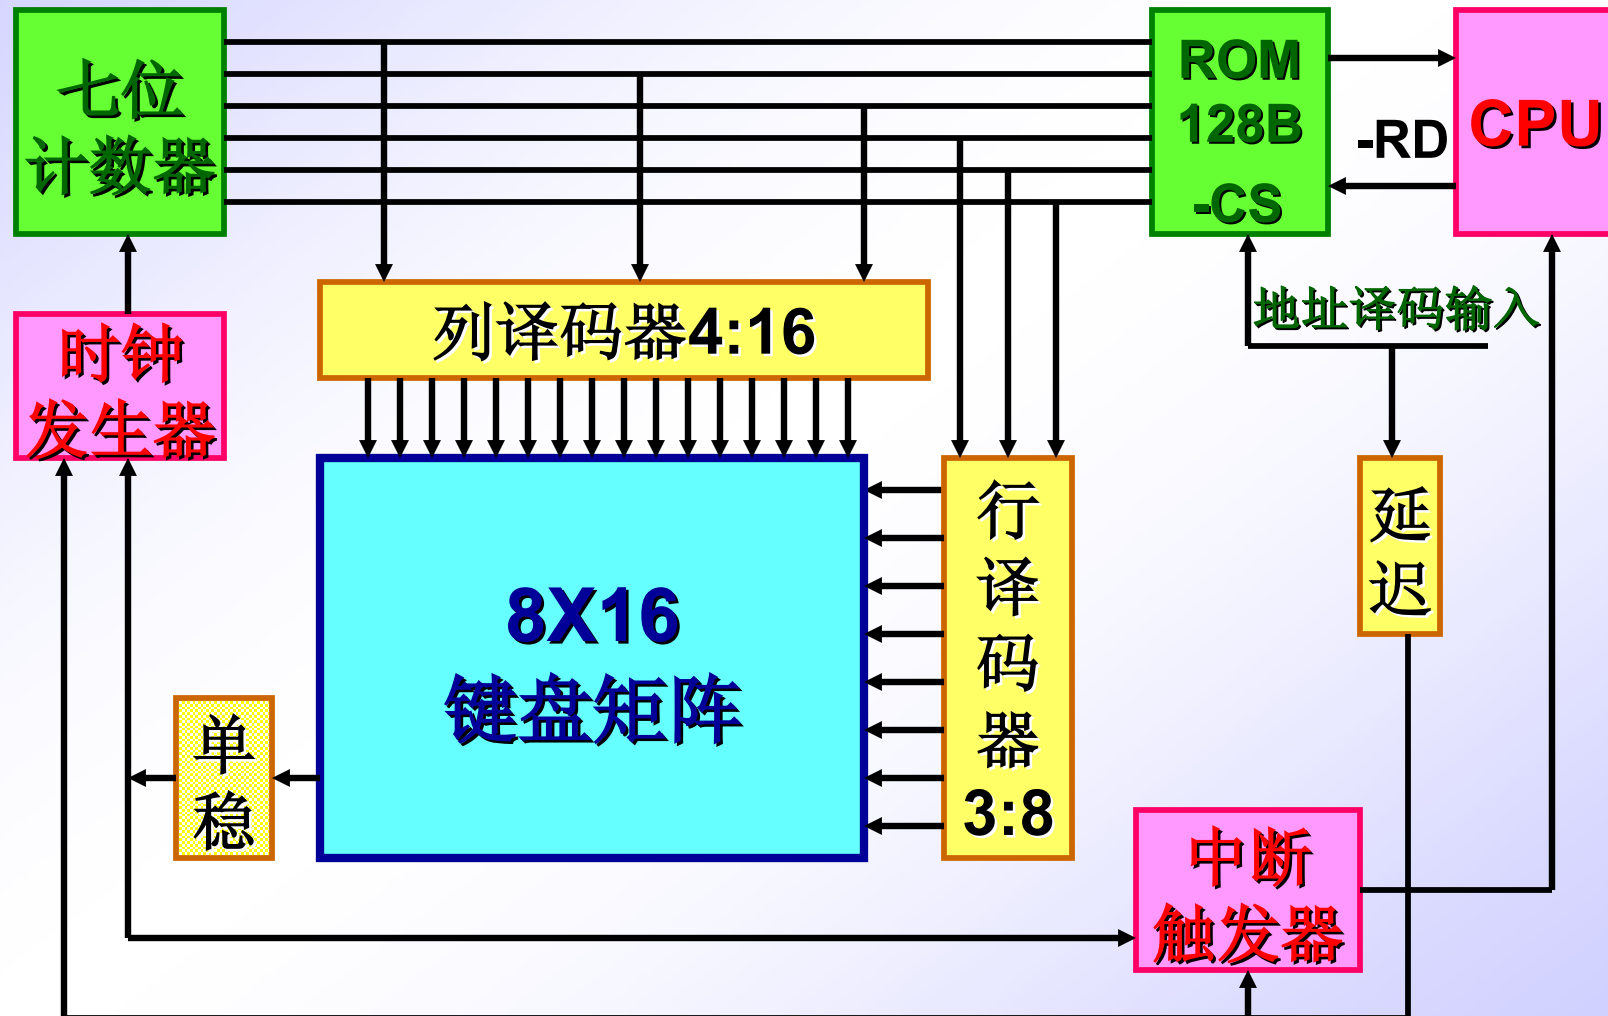 七位
计数器
ROM
128B
-CS
-RD
CPU
地址译码输入
时钟
发生器
列译码器4:16
8X16
键盘矩阵
行
译
码
器
3:8
延
迟
单
稳
中断
触发器